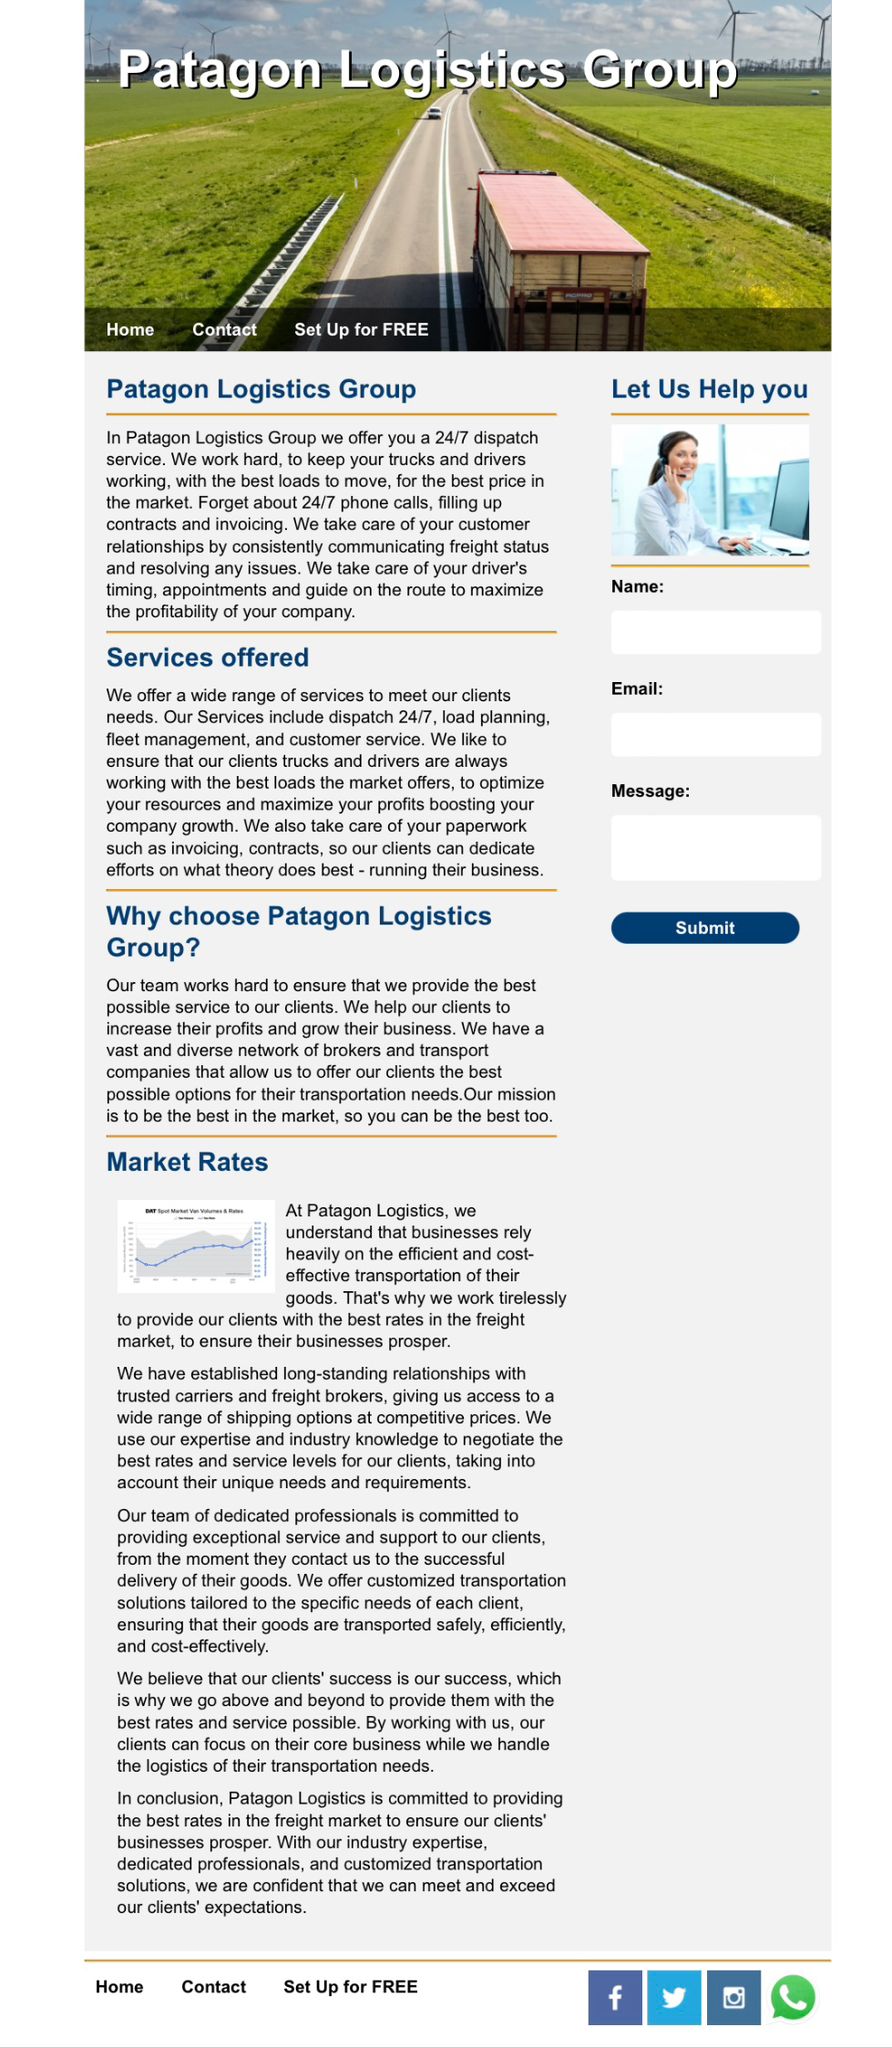 Patagon Logistics Group
Home Contact Set Up for FREE
Patagon Logistics Group
In Patagon Logistics Group we offer you a 24/7 dispatch
service. We work hard, to keep your trucks and drivers
working, with the best loads to move, for the best price in
the market. Forget about 24/7 phone calls, filling up
contracts and invoicing. We take care of your customer
relationships by consistently communicating freight status
and resolving any issues. We take care of your driver's
timing, appointments and guide on the route to maximize
the profitability of your company.
Services offered
We offer a wide range of services to meet our clients
needs. Our Services include dispatch 24/7, load planning,
fleet management, and customer service. We like to
ensure that our clients trucks and drivers are always
working with the best loads the market offers, to optimize
your resources and maximize your profits boosting your
company growth. We also take care of your paperwork
such as invoicing, contracts, so our clients can dedicate
efforts on what theory does best - running their business.
Why choose Patagon Logistics
Group?
Our team works hard to ensure that we provide the best
possible service to our clients. We help our clients to
increase their profits and grow their business. We have a
vast and diverse network of brokers and transport
companies that allow us to offer our clients the best
possible options for their transportation needs.Our mission
is to be the best in the market, so you can be the best too.
Market Rates
DAT Spot Market Van Volumes & Rates
At Patagon Logistics, we
understand that businesses rely
heavily on the efficient and cost-
effective transportation of their
goods. That's why we work tirelessly
to provide our clients with the best rates in the freight
market, to ensure their businesses prosper.
We have established long-standing relationships with
trusted carriers and freight brokers, giving us access to a
wide range of shipping options at competitive prices. We
use our expertise and industry knowledge to negotiate the
best rates and service levels for our clients, taking into
account their unique needs and requirements.
Our team of dedicated professionals is committed to
providing exceptional service and support to our clients,
from the moment they contact us to the successful
delivery of their goods. We offer customized transportation
solutions tailored to the specific needs of each client,
ensuring that their goods are transported safely, efficiently,
and cost-effectively.
We believe that our clients' success is our success, which
is why we go above and beyond to provide them with the
best rates and service possible. By working with us, our
clients can focus on their core business while we handle
the logistics of their transportation needs.
In conclusion, Patagon Logistics is committed to providing
the best rates in the freight market to ensure our clients'
businesses prosper. With our industry expertise,
dedicated professionals, and customized transportation
solutions, we are confident that we can meet and exceed
our clients' expectations.
Let Us Help you
Name:
Email:
Message:
Submit
Home Contact Set Up for FREE